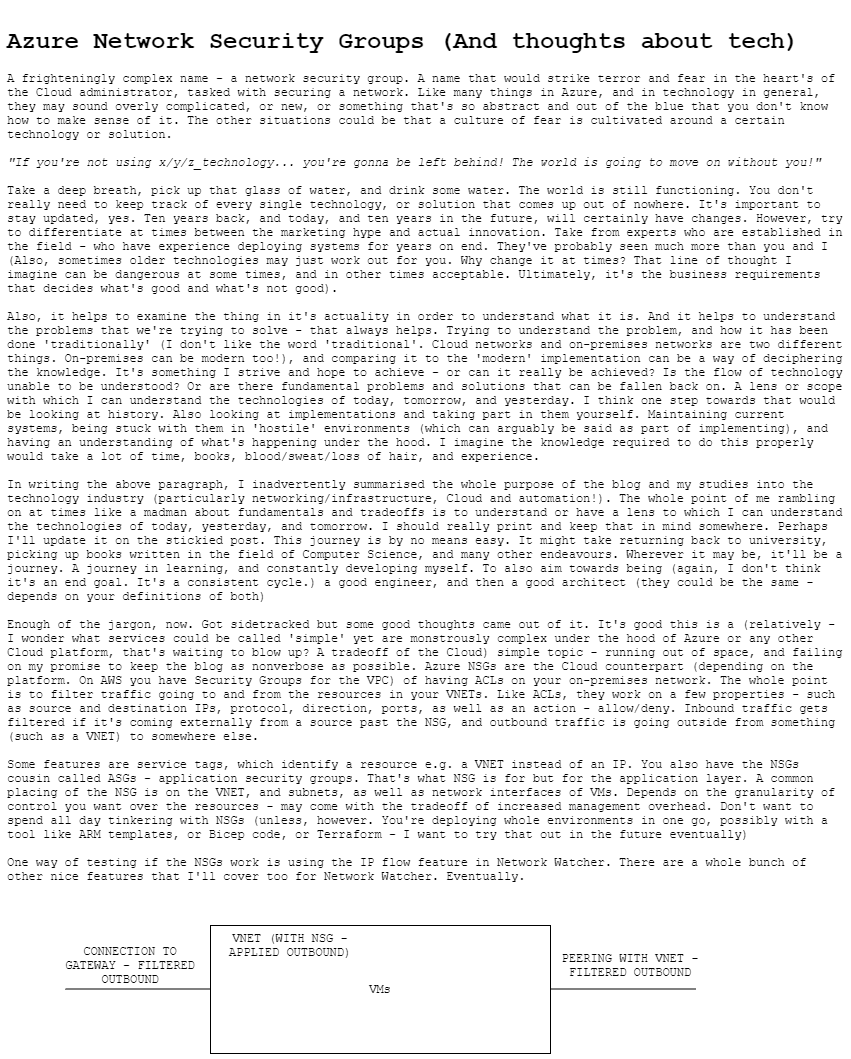 Azure Network Security Groups (And thoughts about tech)
A frighteningly complex name - a network security group. A name that would strike terror and fear in the heart's of
the Cloud administrator, tasked with securing a network. Like many things in Azure, and in technology in general,
they may sound overly complicated, or new, or something that's so abstract and out of the blue that you don't know
how to make sense of it. The other situations could be that a culture of fear is cultivated around a certain
technology or solution.
"If you're not using x/y/z_technology... you're gonna be left behind! The world is going to move on without you!"
Take a deep breath, pick up that glass of water, and drink some water. The world is still functioning. You don't
really need to keep track of every single technology, or solution that comes up out of nowhere. It's important to
stay updated, yes. Ten years back, and today, and ten years in the future, will certainly have changes. However, try
to differentiate at times between the marketing hype and actual innovation. Take from experts who are established in
the field - who have experience deploying systems for years on end. They've probably seen much more than you and I
(Also, sometimes older technologies may just work out for you. Why change it at times? That line of thought I
imagine can be dangerous at some times, and in other times acceptable. Ultimately, it's the business requirements
that decides what's good and what's not good).
Also, it helps to examine the thing in it's actuality in order to understand what it is. And it helps to understand
the problems that we're trying to solve - that always helps. Trying to understand the problem, and how it has been
done 'traditionally' (I don't like the word 'traditional'. Cloud networks and on-premises networks are two different
things. On-premises can be modern too!), and comparing it to the 'modern' implementation can be a way of deciphering
the knowledge. It's something I strive and hope to achieve - or can it really be achieved? Is the flow of technology
unable to be understood? Or are there fundamental problems and solutions that can be fallen back on. A lens or scope
with which I can understand the technologies of today, tomorrow, and yesterday. I think one step towards that would
be looking at history. Also looking at implementations and taking part in them yourself. Maintaining current
systems, being stuck with them in 'hostile' environments (which can arguably be said as part of implementing), and
having an understanding of what's happening under the hood. I imagine the knowledge required to do this properly
would take a lot of time, books, blood/sweat/loss of hair, and experience.
In writing the above paragraph, I inadvertently summarised the whole purpose of the blog and my studies into the
technology industry (particularly networking/infrastructure, Cloud and automation!). The whole point of me rambling
on at times like a madman about fundamentals and tradeoffs is to understand or have a lens to which I can understand
the technologies of today, yesterday, and tomorrow. I should really print and keep that in mind somewhere. Perhaps
I'll update it on the stickied post. This journey is by no means easy. It might take returning back to university,
picking up books written in the field of Computer Science, and many other endeavours. Wherever it may be, it'll be a
journey. A journey in learning, and constantly developing myself. To also aim towards being (again, I don't think
it's an end goal. It's a consistent cycle.) a good engineer, and then a good architect (they could be the same -
depends on your definitions of both)
Enough of the jargon, now. Got sidetracked but some good thoughts came out of it. It's good this is a (relatively -
I wonder what services could be called 'simple' yet are monstrously complex under the hood of Azure or any other
Cloud platform, that's waiting to blow up? A tradeoff of the Cloud) simple topic - running out of space, and failing
on my promise to keep the blog as nonverbose as possible. Azure NSGs are the Cloud counterpart (depending on the
platform. On AWS you have Security Groups for the VPC) of having ACLs on your on-premises network. The whole point
is to filter traffic going to and from the resources in your VNETs. Like ACLs, they work on a few properties - such
as source and destination IPs, protocol, direction, ports, as well as an action - allow/deny. Inbound traffic gets
filtered if it's coming externally from a source past the NSG, and outbound traffic is going outside from something
(such as a VNET) to somewhere else.
Some features are service tags, which identify a resource e.g. a VNET instead of an IP. You also have the NSGs
cousin called ASGs - application security groups. That's what NSG is for but for the application layer. A common
placing of the NSG is on the VNET, and subnets, as well as network interfaces of VMs. Depends on the granularity of
control you want over the resources - may come with the tradeoff of increased management overhead. Don't want to
spend all day tinkering with NSGs (unless, however. You're deploying whole environments in one go, possibly with a
tool like ARM templates, or Bicep code, or Terraform - I want to try that out in the future eventually)
One way of testing if the NSGs work is using the IP flow feature in Network Watcher. There are a whole bunch of
other nice features that I'll cover too for Network Watcher. Eventually.
CONNECTION TO
GATEWAY - FILTERED
OUTBOUND
VNET (WITH NSG -
APPLIED OUTBOUND)
VMs
PEERING WITH VNET -
FILTERED OUTBOUND